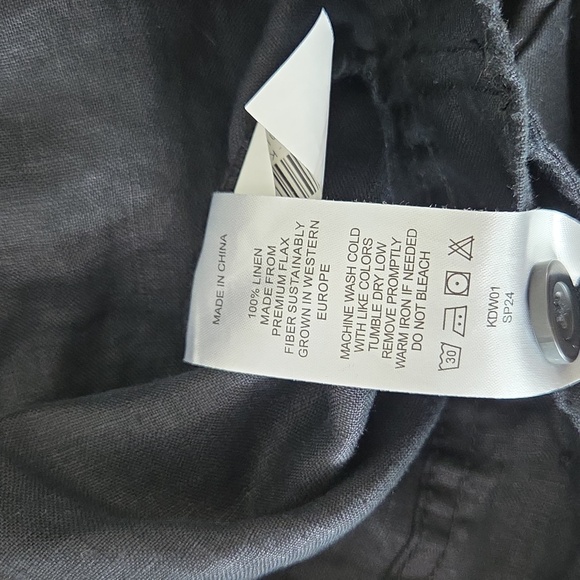 MADE IN CHINA
100% LINEN
MADE FROM
PREMIUM FLAX
FIBER SUSTAINABLY
GROWN IN WESTERN
EUROPE
MACHINE WASH COLD
WITH LIKE COLORS
TUMBLE DRY LOW
REMOVE PROMPTLY
WARM IRON IF NEEDED
DO NOT BLEACH
30
KDW01
SP24